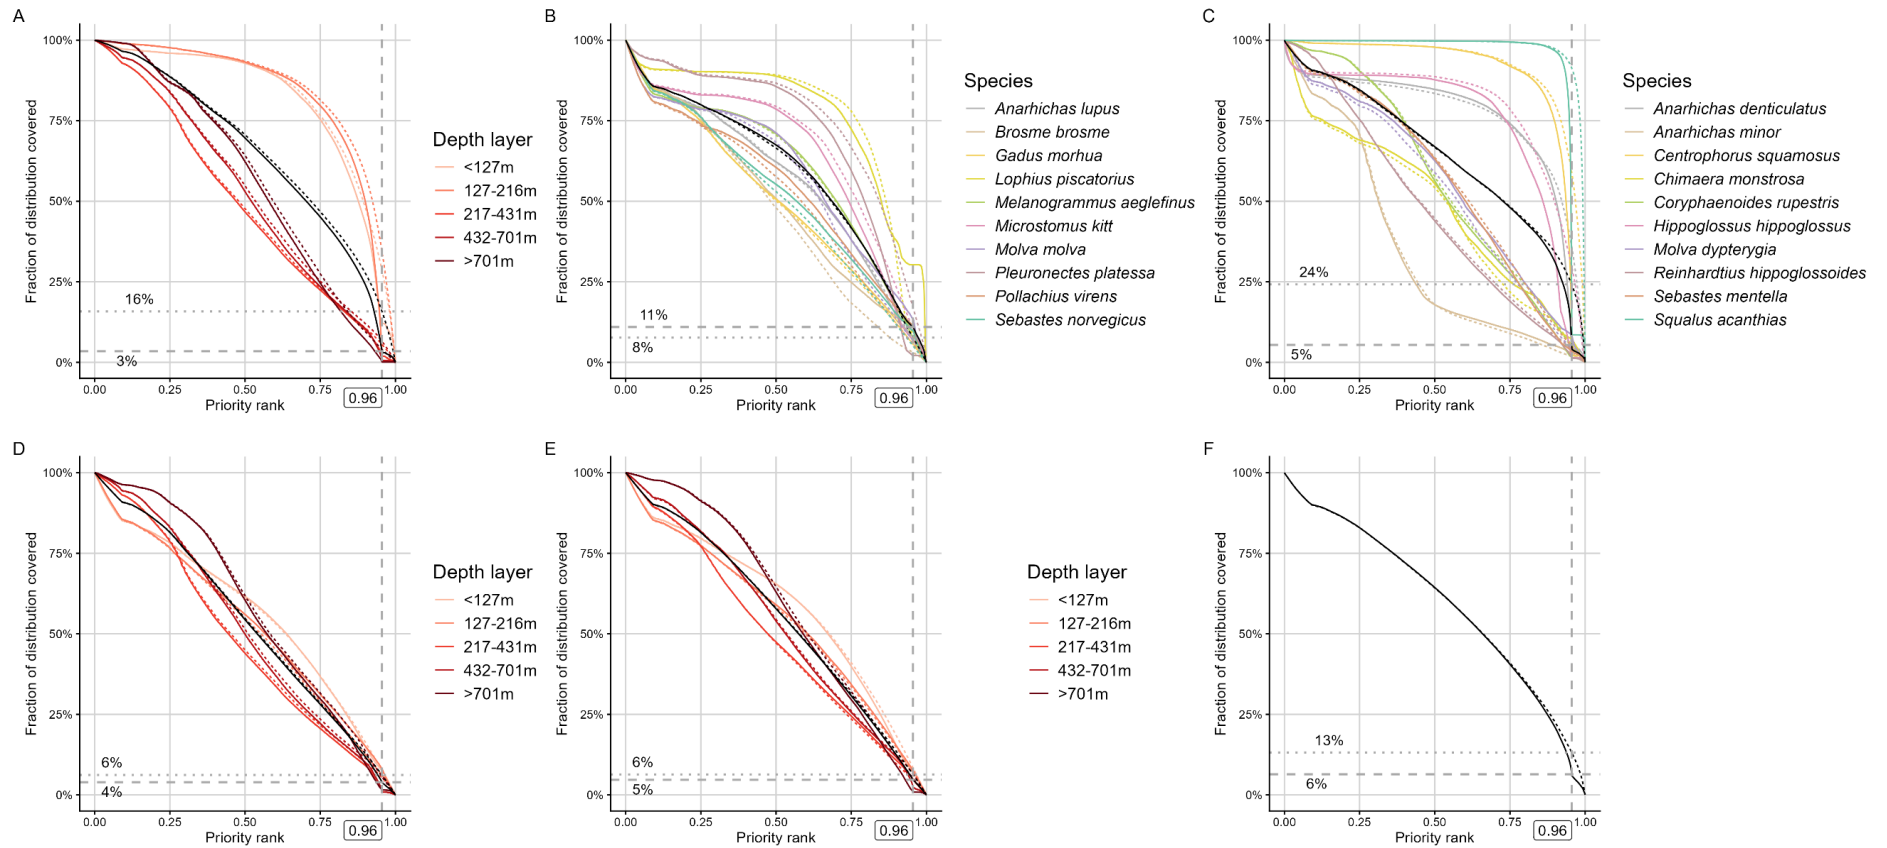 A
Fraction of distribution covered
100%
75%
50%
25%
0%
16%
3%
0.00
0.25
0.50
0.75
1.00
0.96
Priority rank
Depth layer
<127m
127-216m
217-431m
432-701m
>701m
B
Fraction of distribution covered
100%
75%
50%
25%
0%
11%
8%
0.00
0.25
0.50
0.75
1.00
0.96
Priority rank
Species
Anarhichas lupus
Brosme brosme
Gadus morhua
Lophius piscatorius
Melanogrammus aeglefinus
Microstomus kitt
Molva molva
Pleuronectes platessa
Pollachius virens
Sebastes norvegicus
C
Fraction of distribution covered
100%
75%
50%
25%
0%
24%
5%
0.00
0.25
0.50
0.75
1.00
0.96
Priority rank
Species
Anarhichas denticulatus
Anarhichas minor
Centrophorus squamosus
Chimaera monstrosa
Coryphaenoides rupestris
Hippoglossus hippoglossus
Molva dypterygia
Reinhardtius hippoglossoides
Sebastes mentella
Squalus acanthias
D
Fraction of distribution covered
100%
75%
50%
25%
0%
6%
4%
0.00
0.25
0.50
0.75
1.00
0.96
Priority rank
Depth layer
<127m
127-216m
217-431m
432-701m
>701m
E
Fraction of distribution covered
100%
75%
50%
25%
0%
6%
5%
0.00
0.25
0.50
0.75
1.00
0.96
Priority rank
Depth layer
<127m
127-216m
217-431m
432-701m
>701m
F
Fraction of distribution covered
100%
75%
50%
25%
0%
13%
6%
0.00
0.25
0.50
0.75
1.00
0.96
Priority rank